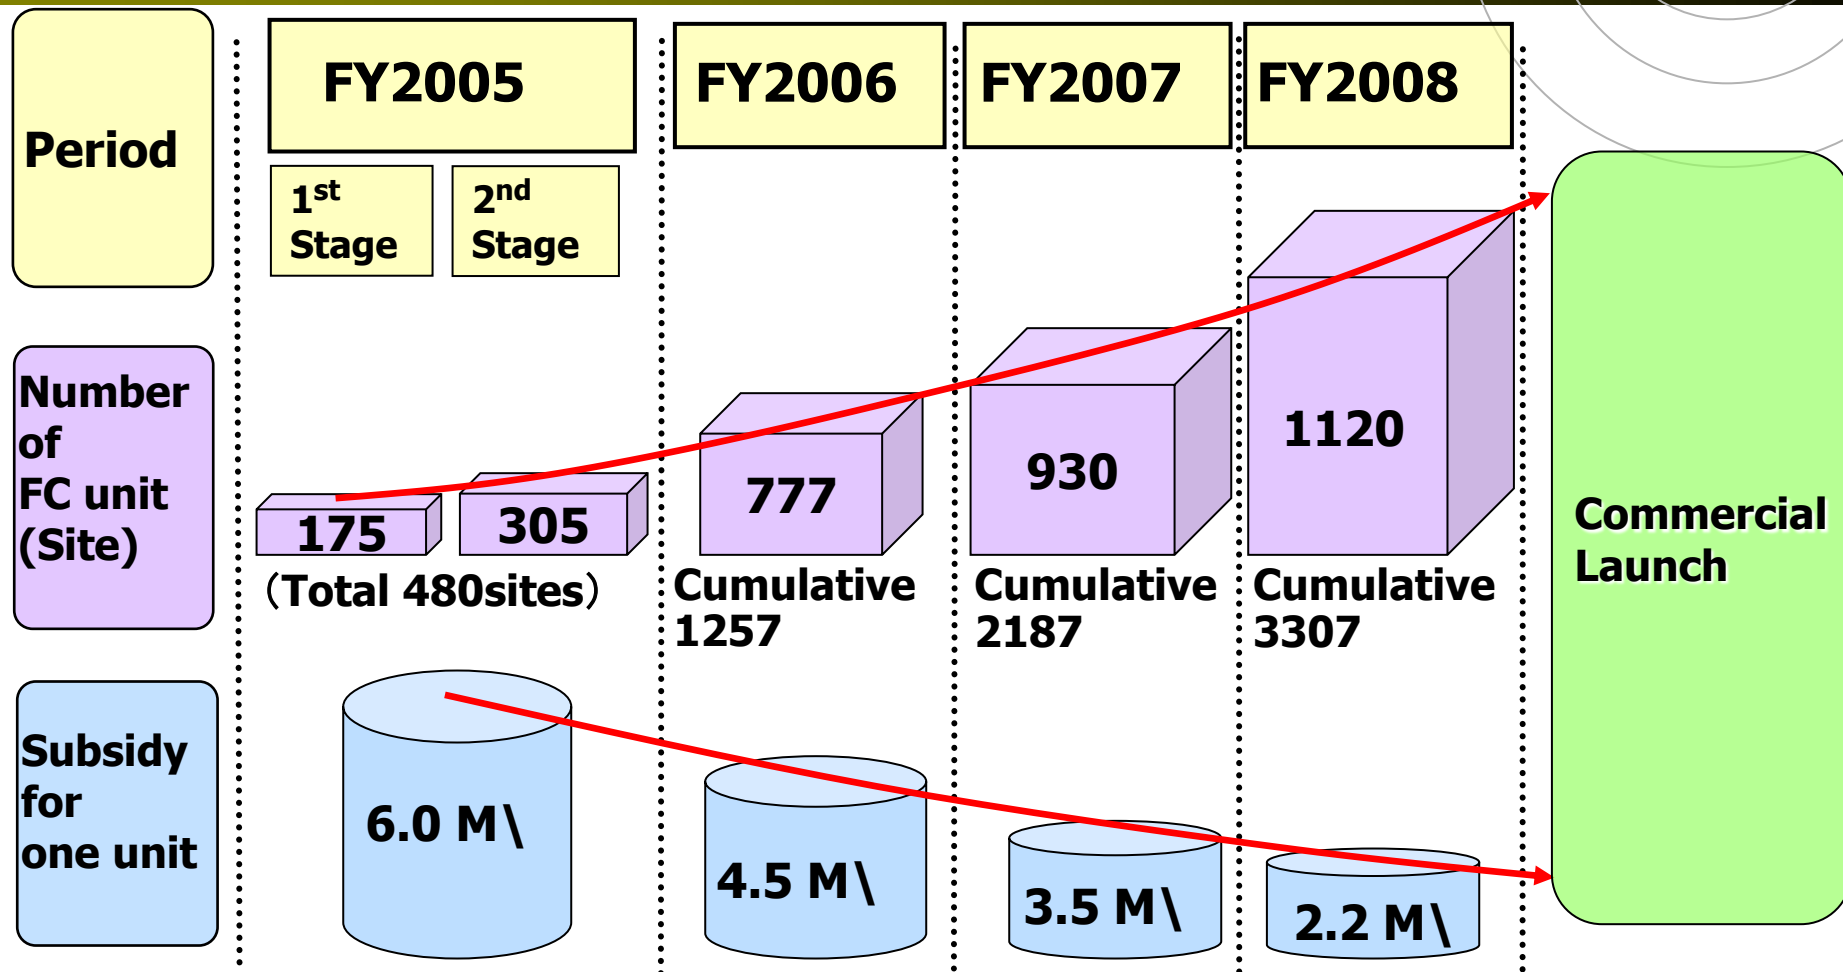 Period
FY2005
FY2006
FY2007
FY2008
1st
Stage
2nd
Stage
Number
of
FC unit
(Site)
175
305
777
930
1120
（Total 480sites）
Cumulative
1257
Cumulative
2187
Cumulative
3307
Commercial
Launch
Subsidy
for
one unit
6.0 M\
4.5 M\
3.5 M\
2.2 M\